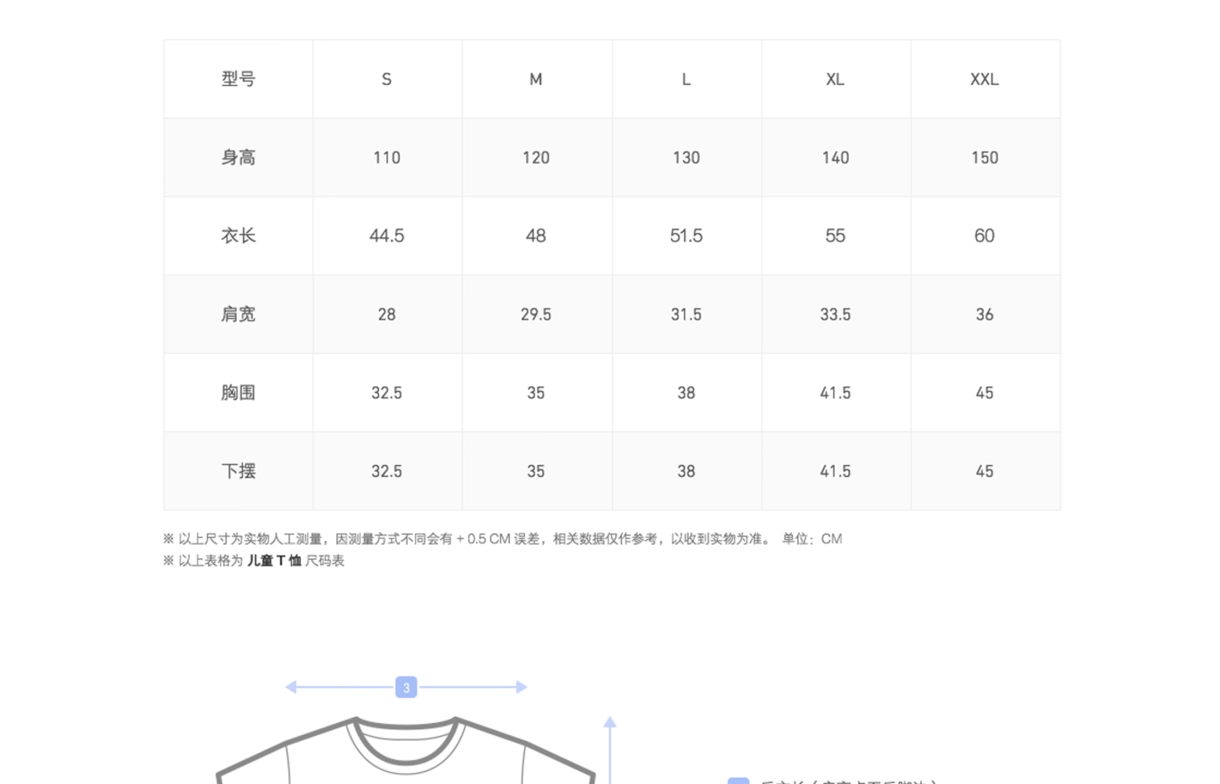 型号 S M L XL XXL
身高 110 120 130 140 150
衣长 44.5 48 51.5 55 60
肩宽 28 29.5 31.5 33.5 36
胸围 32.5 35 38 41.5 45
下摆 32.5 35 38 41.5 45
※ 以上尺寸为实物人工测量，因测量方式不同会有 + 0.5 CM 误差，相关数据仅作参考，以收到实物为准。 单位：CM
※ 以上表格为 儿童 T 恤 尺码表
3